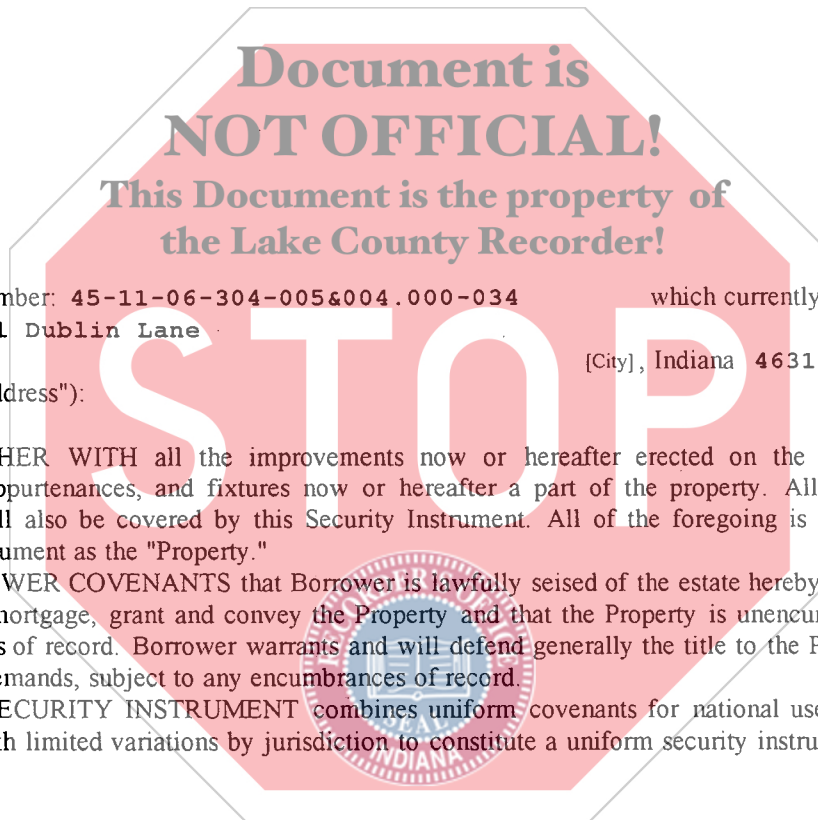 Document is
NOT OFFICIAL!
This Document is the property of
the Lake County Recorder!
mber: 45-11-06-304-005&004.000-034 which currently
1 Dublin Lane
[City], Indiana 4631
ddress"):
STOP
HER WITH all the improvements now or hereafter erected on the
ppurtenances, and fixtures now or hereafter a part of the property. All
ll also be covered by this Security Instrument. All of the foregoing is
ument as the "Property."
WER COVENANTS that Borrower is lawfully seised of the estate hereby
mortgage, grant and convey the Property and that the Property is unencu
s of record. Borrower warrants and will defend generally the title to the P
emands, subject to any encumbrances of record.
ECURITY INSTRUMENT combines uniform covenants for national use
th limited variations by jurisdiction to constitute a uniform security instru
SEAL
INDIANA